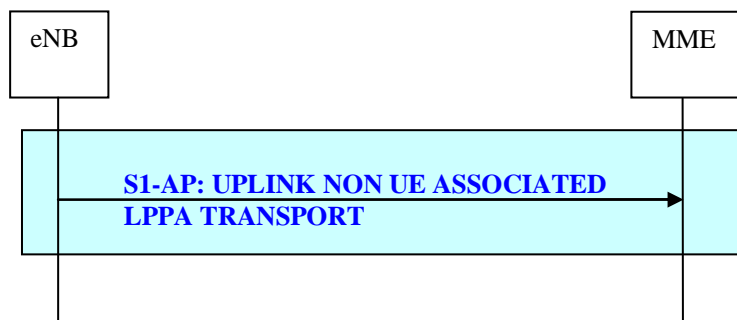 eNB
MME
S1-AP: UPLINK NON UE ASSOCIATED
LPPA TRANSPORT